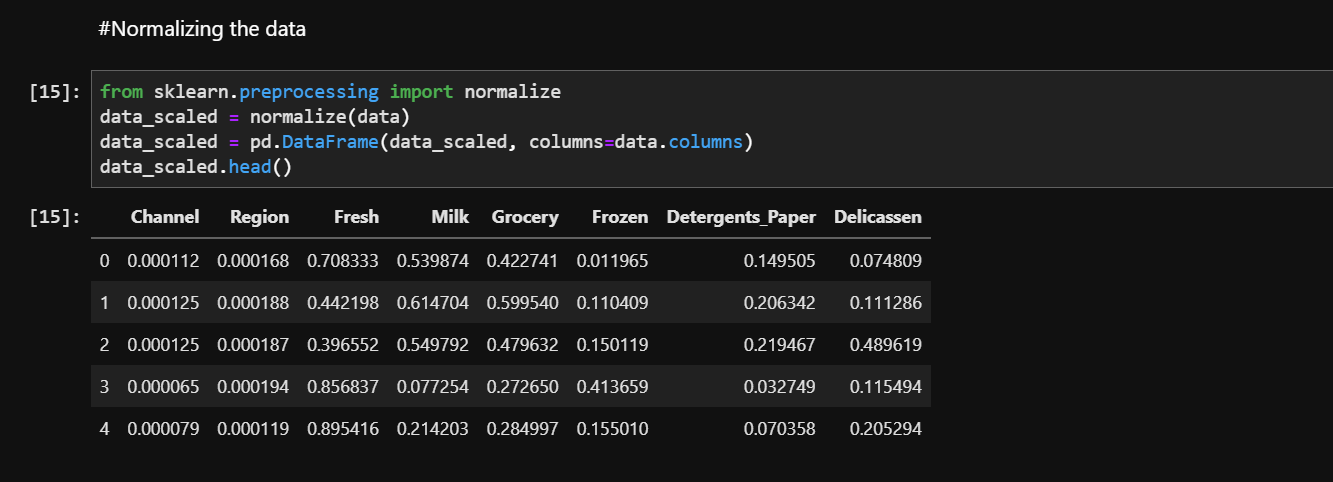 #Normalizing the data
[15]: from sklearn.preprocessing import normalize
data_scaled = normalize(data)
data_scaled = pd.DataFrame(data_scaled, columns=data.columns)
data_scaled.head()
[15]: Channel Region Fresh Milk Grocery Frozen Detergents_Paper Delicassen
0 0.000112 0.000168 0.708333 0.539874 0.422741 0.011965 0.149505 0.074809
1 0.000125 0.000188 0.442198 0.614704 0.599540 0.110409 0.206342 0.111286
2 0.000125 0.000187 0.396552 0.549792 0.479632 0.150119 0.219467 0.489619
3 0.000065 0.000194 0.856837 0.077254 0.272650 0.413659 0.032749 0.115494
4 0.000079 0.000119 0.895416 0.214203 0.284997 0.155010 0.070358 0.205294